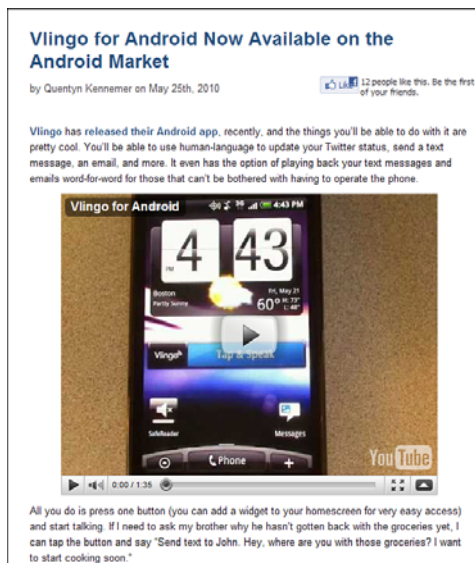 Vlingo for Android Now Available on the
Android Market
by Quentyn Kennemer on May 25th, 2010
Like
12 people like this. Be the first
of your friends.
Vlingo has released their Android app, recently, and the things you'll be able to do with it are
pretty cool. You'll be able to use human-language to update your Twitter status, send a text
message, an email, and more. It even has the option of playing back your text messages and
emails word-for-word for those that can't be bothered with having to operate the phone.
Vlingo for Android
3G 4:43 PM
4 43
PM
Boston
Partly Sunny
Fri, May 21
60° H: 73°
L: 48°
Vlingo Tap & Speak
SafeReader
Messages
Phone
YouTube
0:00 / 1:35
All you do is press one button (you can add a widget to your homescreen for very easy access)
and start talking. If I need to ask my brother why he hasn't gotten back with the groceries yet, I
can tap the button and say "Send text to John. Hey, where are you with those groceries? I want
to start cooking soon."